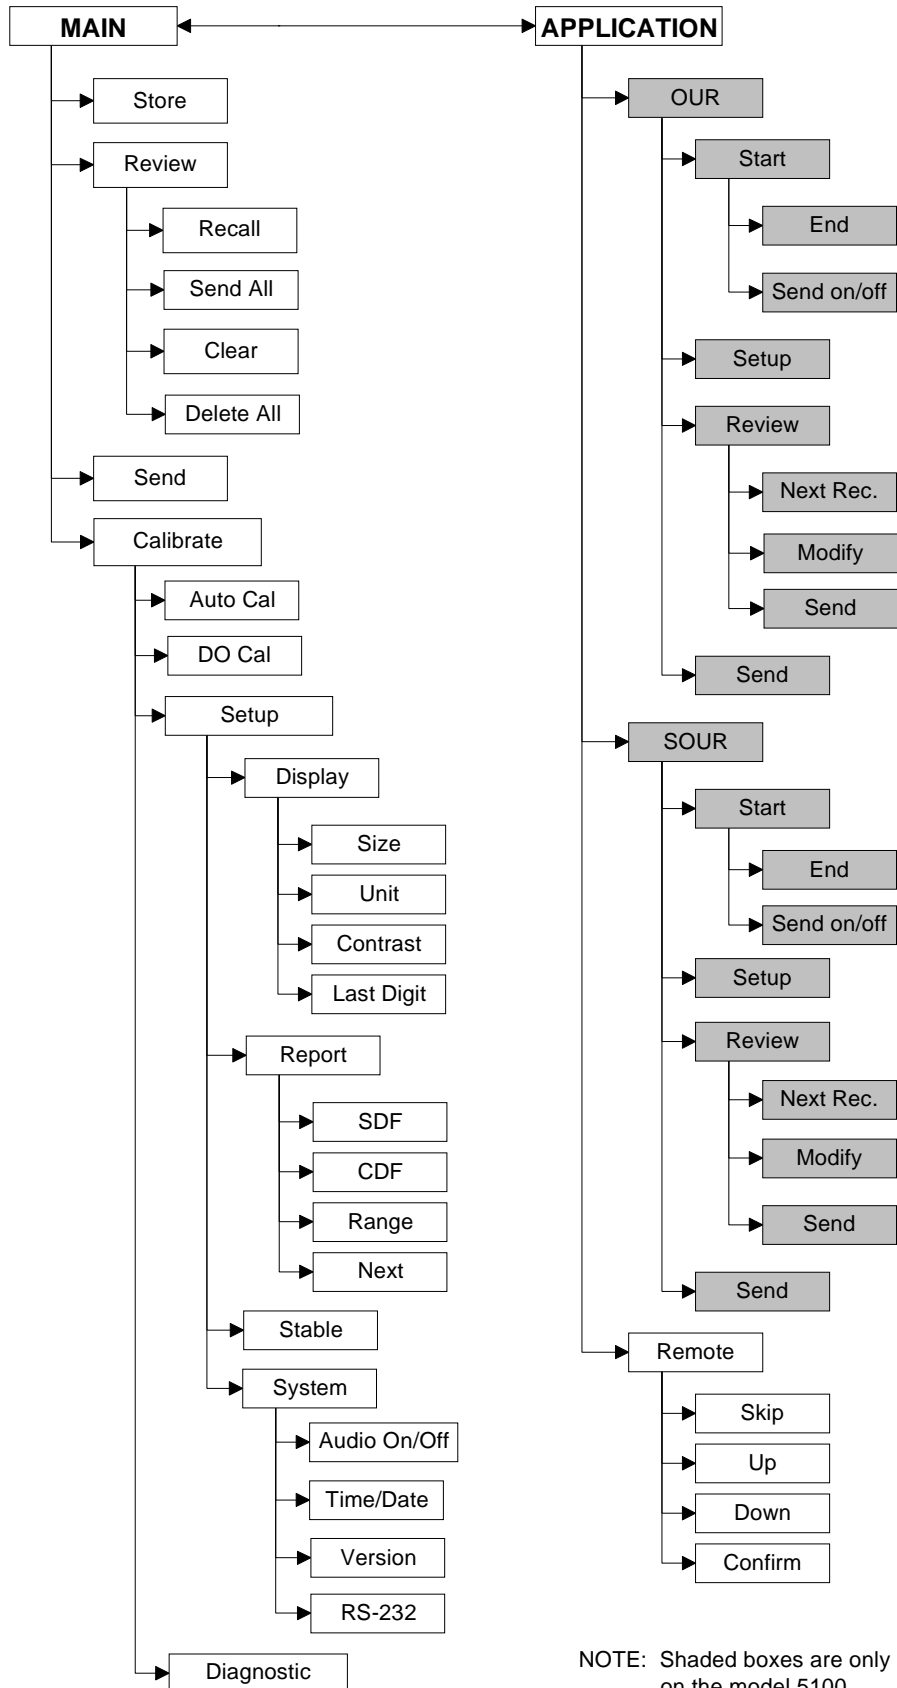 MAIN
Store
Review
Recall
Send All
Clear
Delete All
Send
Calibrate
Auto Cal
DO Cal
Setup
Display
Size
Unit
Contrast
Last Digit
Report
SDF
CDF
Range
Next
Stable
System
Audio On/Off
Time/Date
Version
RS-232
Diagnostic
APPLICATION
OUR
Start
End
Send on/off
Setup
Review
Next Rec.
Modify
Send
Send
SOUR
Start
End
Send on/off
Setup
Review
Next Rec.
Modify
Send
Send
Remote
Skip
Up
Down
Confirm
NOTE: Shaded boxes are only
on the model 5100